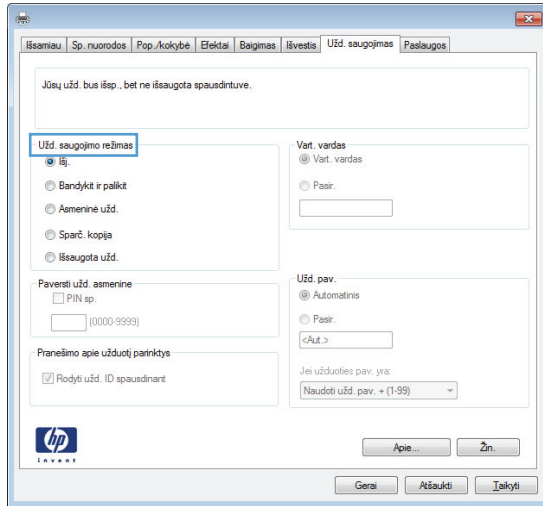 Išsamiau Sp. nuorodos Pop./kokybė Efektai Baigimas Išvestis Užd. saugojimas Paslaugos
Jūsų užd. bus išsp., bet ne išsaugota spausdintuve.
Užd. saugojimo režimas
Išj.
Bandykit ir palikit
Asmeninė užd.
Sparč. kopija
Išsaugota užd.
Vart. vardas
Vart. vardas
Pasir.
Paversti užd. asmenine
PIN sp.
(0000-9999)
Užd. pav.
Automatinis
Pasir.
<Aut.>
Jei užduoties pav. yra:
Naudoti užd. pav. + (1-99)
Pranešimo apie užduotį parinktys
Rodyti užd. ID spausdinant
hp
invent
Apie... Žin.
Gerai Atšaukti Taikyti